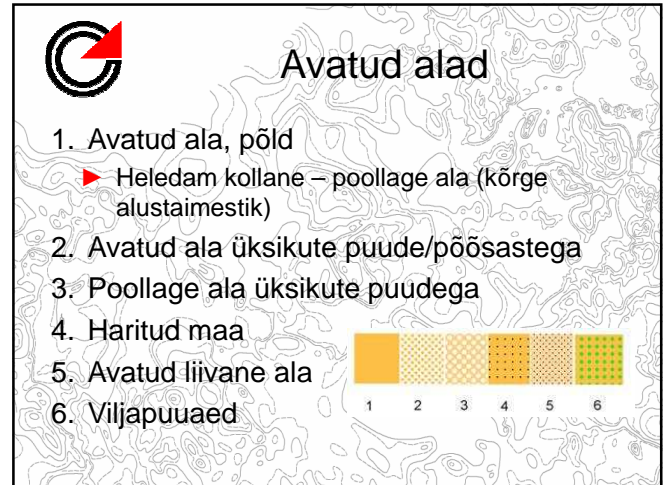 Avatud alad
1. Avatud ala, põld
► Heledam kollane – poollage ala (kõrge
alustaimestik)
2. Avatud ala üksikute puude/põõsastega
3. Poollage ala üksikute puudega
4. Haritud maa
5. Avatud liivane ala
6. Viljapuuaed
1 2 3 4 5 6